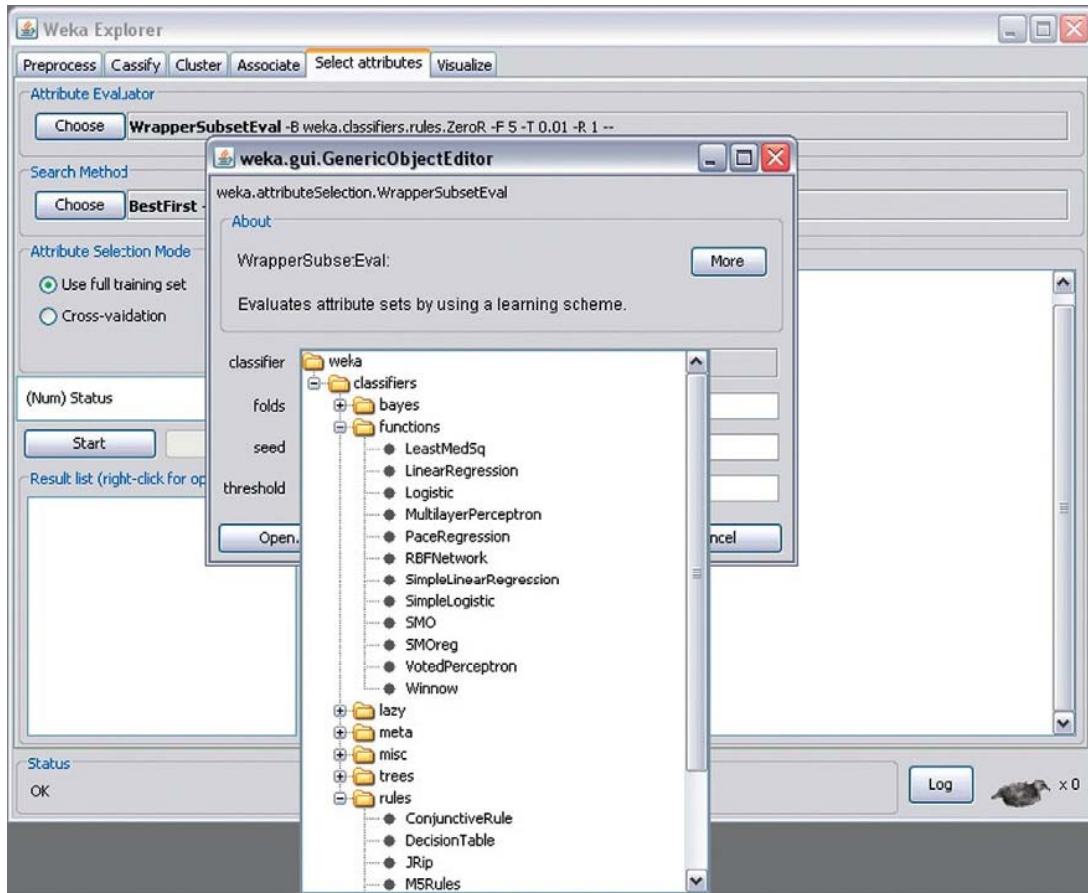 Weka Explorer
Preprocess Cassify Cluster Associate Select attributes Visualize
Attribute Evaluator
Choose WrapperSubsetEval -B weka.classifiers.rules.ZeroR -F 5 -T 0.01 -R 1 --
weka.gui.GenericObjectEditor
Search Method
weka.attributeSelection.WrapperSubsetEval
Choose BestFirst -
About
WrapperSubsetEval:
More
Evaluates attribute sets by using a learning scheme.
Attribute Selection Mode
Use full training set
Cross-vaidation
classifier
folds
seed
threshold
weka
classifiers
bayes
functions
LeastMedSq
LinearRegression
Logistic
MultilayerPerceptron
PaceRegression
RBFNetwork
SimpleLinearRegression
SimpleLogistic
SMO
SMOreg
VotedPerceptron
Winnow
lazy
meta
misc
trees
rules
ConjunctiveRule
DecisionTable
JRip
M5Rules
Open.
ncel
(Num) Status
Start
Result list (right-click for op
Status
OK
Log
x 0